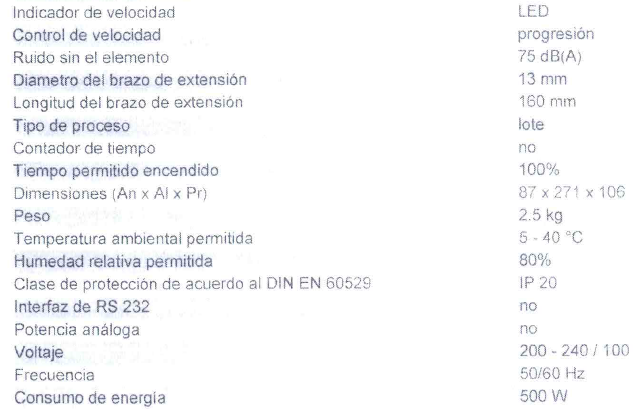 Indicador de velocidad LED
Control de velocidad progresión
Ruido sin el elemento 75 dB(A)
Diametro del brazo de extensión 13 mm
Longitud del brazo de extensión 160 mm
Tipo de proceso lote
Contador de tiempo no
Tiempo permitido encendido 100%
Dimensiones (An x Al x Pr) 87 x 271 x 106
Peso 2.5 kg
Temperatura ambiental permitida 5 - 40 °C
Humedad relativa permitida 80%
Clase de protección de acuerdo al DIN EN 60529 IP 20
Interfaz de RS 232 no
Potencia análoga no
Voltaje 200 - 240 / 100
Frecuencia 50/60 Hz
Consumo de energia 500 W